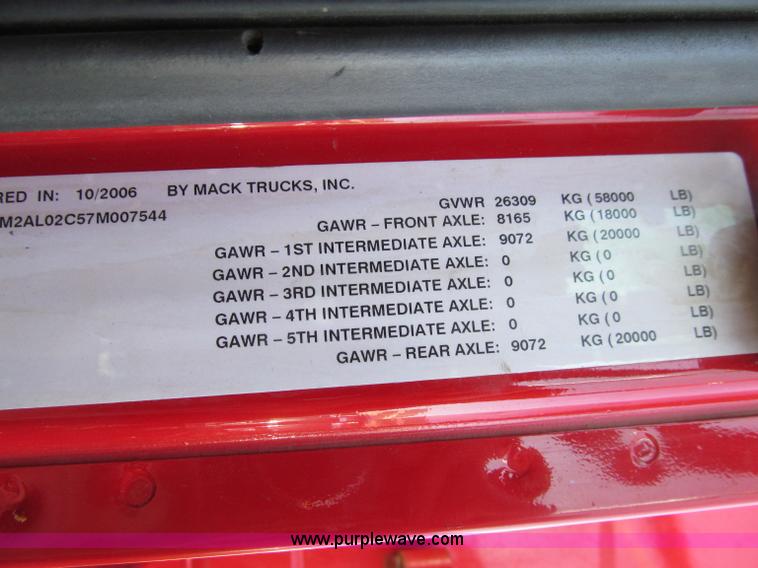 RED IN: 10/2006 BY MACK TRUCKS, INC.
M2AL02C57M007544 GVWR 26309 KG ( 58000 LB)
GAWR – FRONT AXLE: 8165 KG ( 18000 LB)
GAWR – 1ST INTERMEDIATE AXLE: 9072 KG ( 20000 LB)
GAWR – 2ND INTERMEDIATE AXLE: 0 KG ( 0 LB)
GAWR – 3RD INTERMEDIATE AXLE: 0 KG ( 0 LB)
GAWR – 4TH INTERMEDIATE AXLE: 0 KG ( 0 LB)
GAWR – 5TH INTERMEDIATE AXLE: 0 KG ( 0 LB)
GAWR – REAR AXLE: 9072 KG ( 20000 LB)
www.purplewave.com